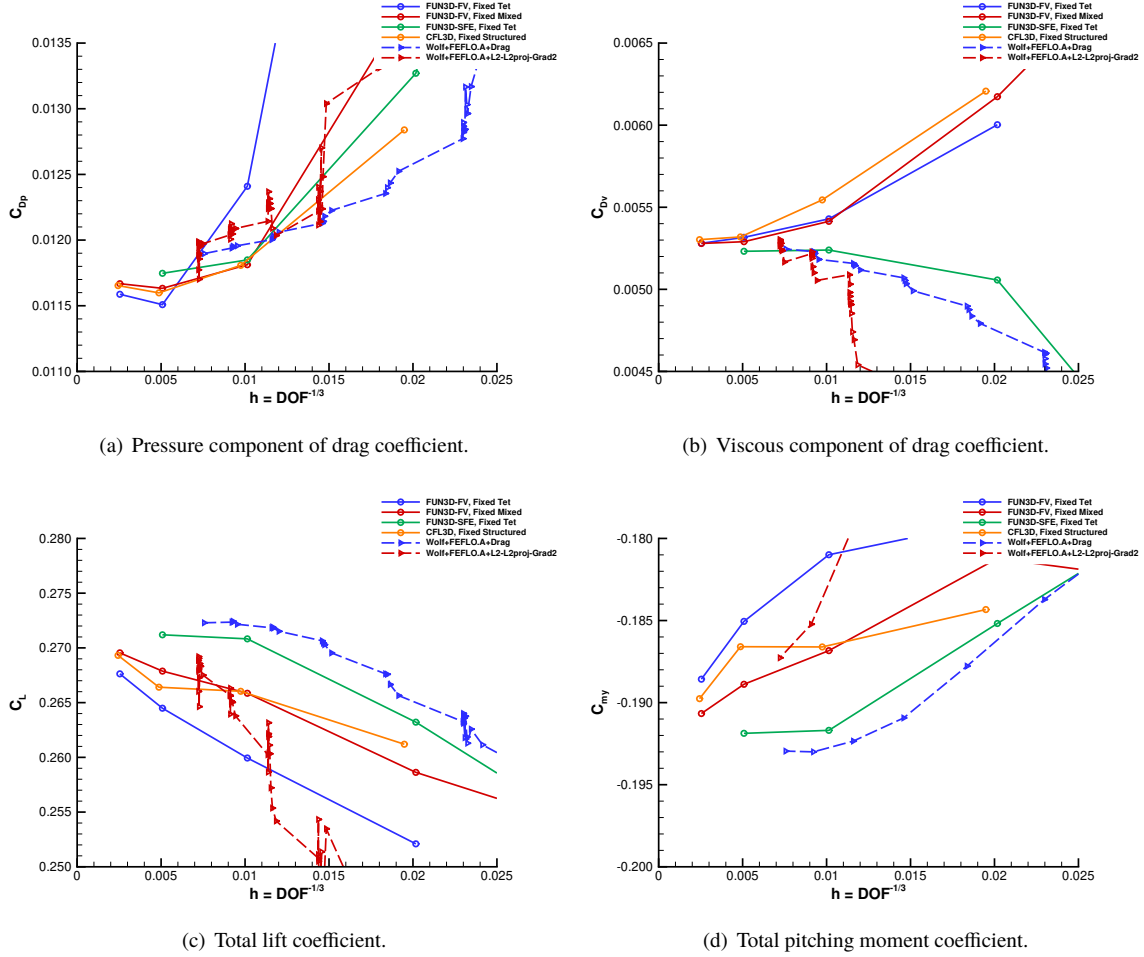 FUN3D-FV, Fixed Tet
FUN3D-FV, Fixed Mixed
FUN3D-SFE, Fixed Tet
CFL3D, Fixed Structured
Wolf+FEFLO.A+Drag
Wolf+FEFLO.A+L2-L2proj-Grad2
0.0135
0.0130
0.0125
0.0120
0.0115
0.0110
C_Dp
0 0.005 0.01 0.015 0.02 0.025
h = DOF^-1/3
(a) Pressure component of drag coefficient.
FUN3D-FV, Fixed Tet
FUN3D-FV, Fixed Mixed
FUN3D-SFE, Fixed Tet
CFL3D, Fixed Structured
Wolf+FEFLO.A+Drag
Wolf+FEFLO.A+L2-L2proj-Grad2
0.0065
0.0060
0.0055
0.0050
0.0045
C_Dv
0 0.005 0.01 0.015 0.02 0.025
h = DOF^-1/3
(b) Viscous component of drag coefficient.
FUN3D-FV, Fixed Tet
FUN3D-FV, Fixed Mixed
FUN3D-SFE, Fixed Tet
CFL3D, Fixed Structured
Wolf+FEFLO.A+Drag
Wolf+FEFLO.A+L2-L2proj-Grad2
0.280
0.275
0.270
0.265
0.260
0.255
0.250
C_L
0 0.005 0.01 0.015 0.02 0.025
h = DOF^-1/3
(c) Total lift coefficient.
FUN3D-FV, Fixed Tet
FUN3D-FV, Fixed Mixed
FUN3D-SFE, Fixed Tet
CFL3D, Fixed Structured
Wolf+FEFLO.A+Drag
Wolf+FEFLO.A+L2-L2proj-Grad2
-0.180
-0.185
-0.190
-0.195
-0.200
C_my
0 0.005 0.01 0.015 0.02 0.025
h = DOF^-1/3
(d) Total pitching moment coefficient.